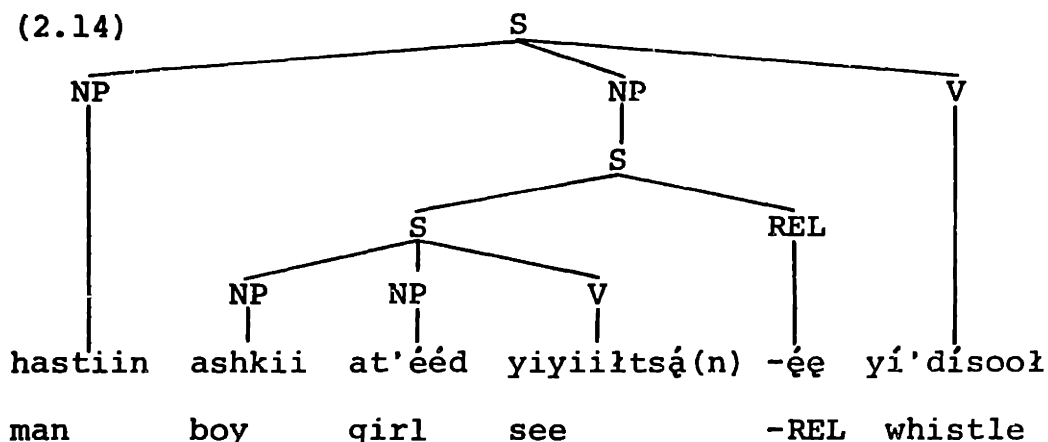 (2.14) S
NP NP V
S
S REL
NP NP V
hastiin ashkii at'ééd yiyiiłtsą́(n) -ę́ę yí'dísooł
man boy girl see -REL whistle